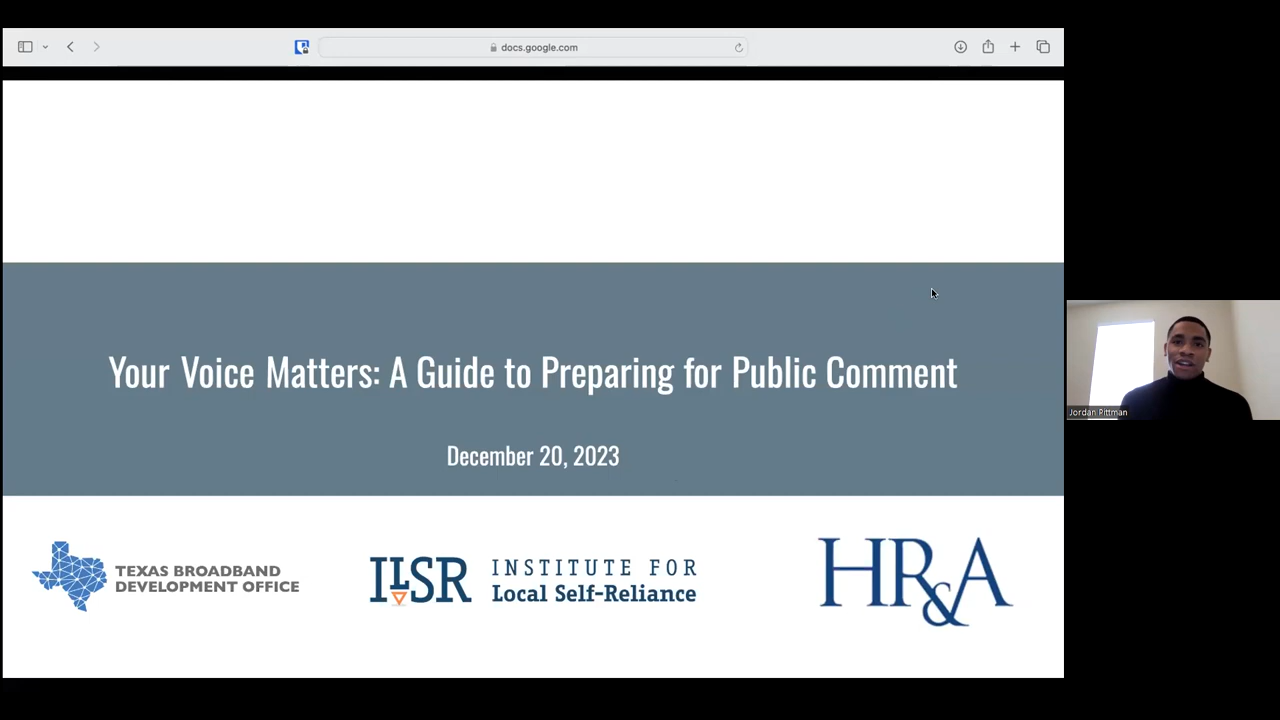 docs.google.com
Your Voice Matters: A Guide to Preparing for Public Comment
December 20, 2023
TEXAS BROADBAND
DEVELOPMENT OFFICE
ILSR
INSTITUTE FOR
Local Self-Reliance
HR&A
Jordan Pittman